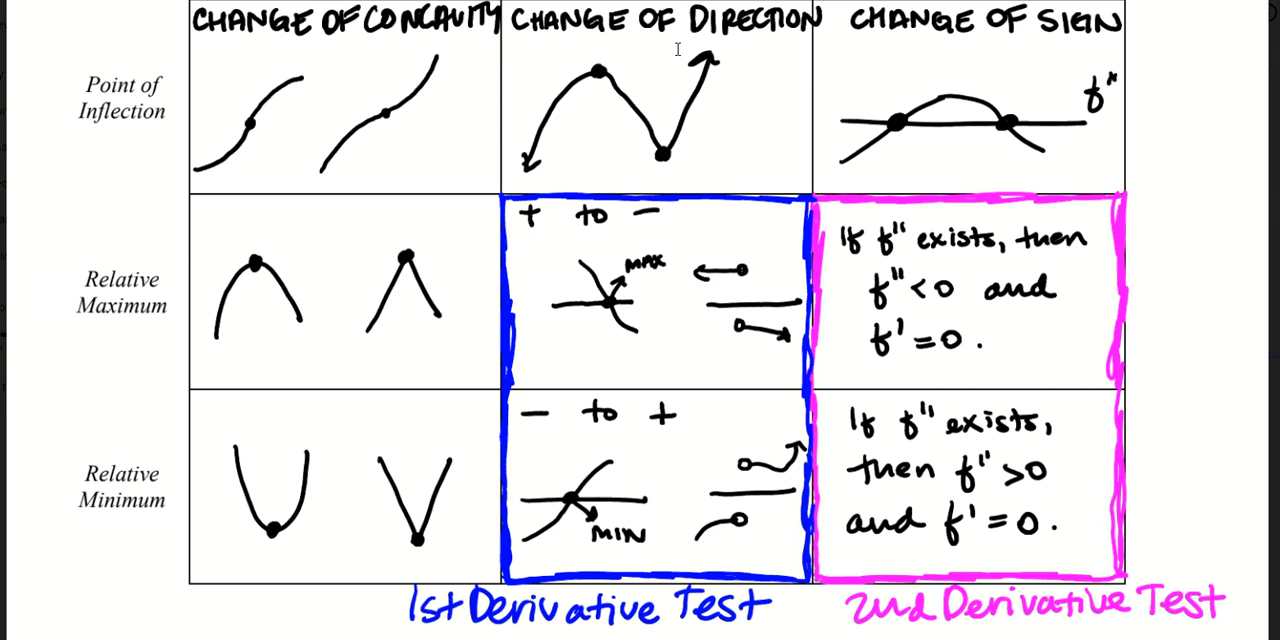 CHANGE OF CONCAVITY
CHANGE OF DIRECTION
CHANGE OF SIGN
Point of
Inflection
f"
Relative
Maximum
+ to −
MAX
If f" exists, then
f" < 0 and
f' = 0.
Relative
Minimum
− to +
MIN
If f" exists,
then f" > 0
and f' = 0.
1st Derivative Test
2nd Derivative Test